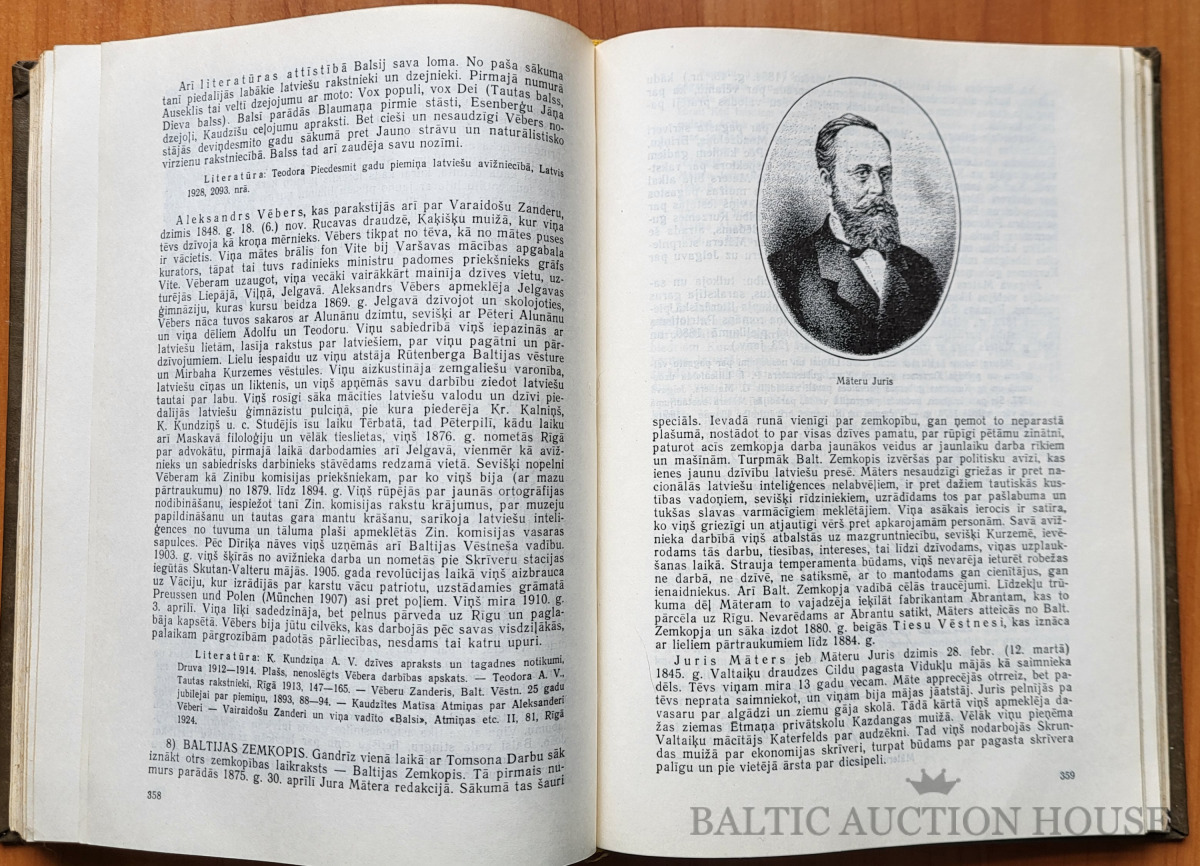 Arī literatūras attīstībā Balsij sava loma. No paša sākuma
tanī piedalījās labākie latviešu rakstnieki un dzejnieki. Pirmajā numurā
Auseklis tai velti dzejojumu ar moto: Vox populi, vox Dei (Tautas balss,
Dieva balss). Balsī parādās Blaumaņa pirmie stāsti, Esenberģu Jāņa
dzejoļi, Kaudzīšu ceļojumu apraksti. Bet cieši un nesaudzīgi Vēbers no-
stājās deviņdesmito gadu sākumā pret Jauno strāvu un naturālistisko
virzienu rakstniecībā. Balss tad arī zaudēja savu nozīmi.
Literatūra: Teodora Piecdesmit gadu piemiņa latviešu avīžniecībā, Latvis
1928, 2093. nrā.
Aleksandrs Vēbers, kas parakstījās arī par Varaidošu Zanderu,
dzimis 1848. g. 18. (6.) nov. Rucavas draudzē, Kaķišķu muižā, kur viņa
tēvs dzīvoja kā kroņa mērnieks. Vēbers tikpat no tēva, kā no mātes puses
ir vācietis. Viņa mātes brālis fon Vite bij Varšavas mācības apgabala
kurators, tāpat tai tuvs radinieks ministru padomes priekšnieks grāfs
Vite. Vēberam uzaugot, viņa vecāki vairākkārt mainīja dzīves vietu, uz-
turējās Liepājā, Viļņā, Jelgavā. Aleksandrs Vēbers apmeklēja Jelgavas
ģimnāziju, kuras kursu beidza 1869. g. Jelgavā dzīvojot un skolojoties,
Vēbers nāca tuvos sakaros ar Alunānu dzimtu, sevišķi ar Pēteri Alunānu
un viņa dēliem Ādolfu un Teodoru. Viņu sabiedrībā viņš iepazinās ar
latviešu lietām, lasīja rakstus par latviešiem, par viņu pagātni un pār-
dzīvojumiem. Lielu iespaidu uz viņu atstāja Rūtenberga Baltijas vēsture
un Mirbaha Kurzemes vēstules. Viņu aizkustināja zemgaliešu varonība,
latviešu cīņas un liktenis, un viņš apņēmās savu darbību ziedot latviešu
tautai par labu. Viņš rosīgi sāka mācīties latviešu valodu un dzīvi pie-
dalījās latviešu ģimnāzistu pulciņā, pie kura piederēja Kr. Kalniņš,
K. Kundziņš u. c. Studējis īsu laiku Tērbatā, tad Pēterpilī, kādu laiku
arī Maskavā filoloģiju un vēlāk tieslietas, viņš 1876. g. nometās Rīgā
par advokātu, pirmajā laikā darbodamies arī Jelgavā, vienmēr kā avīž-
nieks un sabiedrisks darbinieks stāvēdams redzamā vietā. Sevišķi nopelni
Vēberam kā Zinību komisijas priekšniekam, par ko viņš bija (ar mazu
pārtraukumu) no 1879. līdz 1894. g. Viņš rūpējās par jaunās ortogrāfijas
nodibināšanu, iespiežot tanī Zin. komisijas rakstu krājumus, par muzeju
papildināšanu un tautas gara mantu krāšanu, sarīkoja latviešu inteli-
ģences no tuvuma un tāluma plaši apmeklētās Zin. komisijas vasaras
sapulces. Pēc Dīriķa nāves viņš uzņēmās arī Baltijas Vēstneša vadību.
1903. g. viņš šķīrās no avīžnieka darba un nometās pie Skrīveru stacijas
iegūtās Skutan-Valteru mājās. 1905. gada revolūcijas laikā viņš aizbrauca
uz Vāciju, kur izrādījās par karstu vācu patriotu, uzstādamies grāmatā
Preussen und Polen (München 1907) asi pret poļiem. Viņš mira 1910. g.
3. aprīlī. Viņa līķi sadedzināja, bet pelnus pārveda uz Rīgu un pagla-
bāja kapsētā. Vēbers bija jūtu cilvēks, kas darbojās pēc savas visdziļākās,
palaikam pārgrozībām padotās pārliecības, nesdams tai katru upuri.
Literatūra: K. Kundziņa A. V. dzīves apraksts un tagadnes notikumi,
Druva 1912—1914. Plašs, nenoslēgts Vēbera darbības apskats. — Teodora A. V.,
Tautas rakstnieki, Rīgā 1913, 147—165. — Vēberu Zanderis, Balt. Vēstn. 25 gadu
jubilejai par piemiņu, 1893, 88—94. — Kaudzītes Matīsa Atmiņas par Aleksanderi
Vēberi — Vairaidošu Zanderi un viņa vadīto «Balsi», Atmiņas etc. II, 81, Rīgā
1924.
8) BALTIJAS ZEMKOPIS. Gandrīz vienā laikā ar Tomsona Darbu sāk
iznākt otrs zemkopības laikraksts — Baltijas Zemkopis. Tā pirmais nu-
murs parādās 1875. g. 30. aprīlī Jura Mātera redakcijā. Sākumā tas šauri
358
Māteru Juris
speciāls. Ievadā runā vienīgi par zemkopību, gan ņemot to neparastā
plašumā, nostādot to par visas dzīves pamatu, par rūpīgi pētāmu zinātni,
paturot acīs zemkopja darba jaunākos veidus ar jaunlaiku darba rīkiem
un mašīnām. Turpmāk Balt. Zemkopis izvēršas par politisku avīzi, kas
ienes jaunu dzīvību latviešu presē. Māters nesaudzīgi griežas ir pret na-
cionālās latviešu inteliģences nelabvēļiem, ir pret dažiem tautiskās kus-
tības vadoņiem, sevišķi rīdziniekiem, uzrādīdams tos par pašlabuma un
tukšas slavas varmācīgiem meklētājiem. Viņa asākais ierocis ir satīra,
ko viņš griezīgi un atjautīgi vērš pret apkarojamām personām. Savā avīž-
nieka darbībā viņš atbalstās uz mazgruntniecību, sevišķi Kurzemē, ievē-
rodams tās darbu, tiesības, intereses, tai līdzi dzīvodams, viņas uzplauk-
šanas laikā. Strauja temperamenta būdams, viņš nevarēja ieturēt robežas
ne darbā, ne dzīvē, ne satiksmē, ar to mantodams gan cienītājus, gan
ienaidniekus. Arī Balt. Zemkopja vadībā cēlās traucējumi. Līdzekļu trū-
kuma dēļ Māteram to vajadzēja ieķīlāt fabrikantam Abrantam, kas to
pārcēla uz Rīgu. Nevarēdams ar Abrantu satikt, Māters atteicās no Balt.
Zemkopja un sāka izdot 1880. g. beigās Tiesu Vēstnesi, kas iznāca
ar lieliem pārtraukumiem līdz 1884. g.
Juris Māters jeb Māteru Juris dzimis 28. febr. (12. martā)
1845. g. Valtaiķu draudzes Cildu pagasta Vidukļu mājās kā saimnieka
dēls. Tēvs viņam mira 13 gadu vecam. Māte apprecējās otrreiz, bet pa-
tēvs neprata saimniekot, un viņam bija mājas jāatstāj. Juris pelnījās pa
vasaru par algādzi un ziemu gāja skolā. Tādā kārtā viņš apmeklēja da-
žas ziemas Ētmaņa privātskolu Kazdangas muižā. Vēlāk viņu pieņēma
Valtaiķu mācītājs Katerfelds par audzēkni. Tad viņš nodarbojās Skrun-
das muižā par ekonomijas skrīveri, turpat būdams par pagasta skrīvera
palīgu un pie vietējā ārsta par dicsipeli.
359
BALTIC AUCTION HOUSE